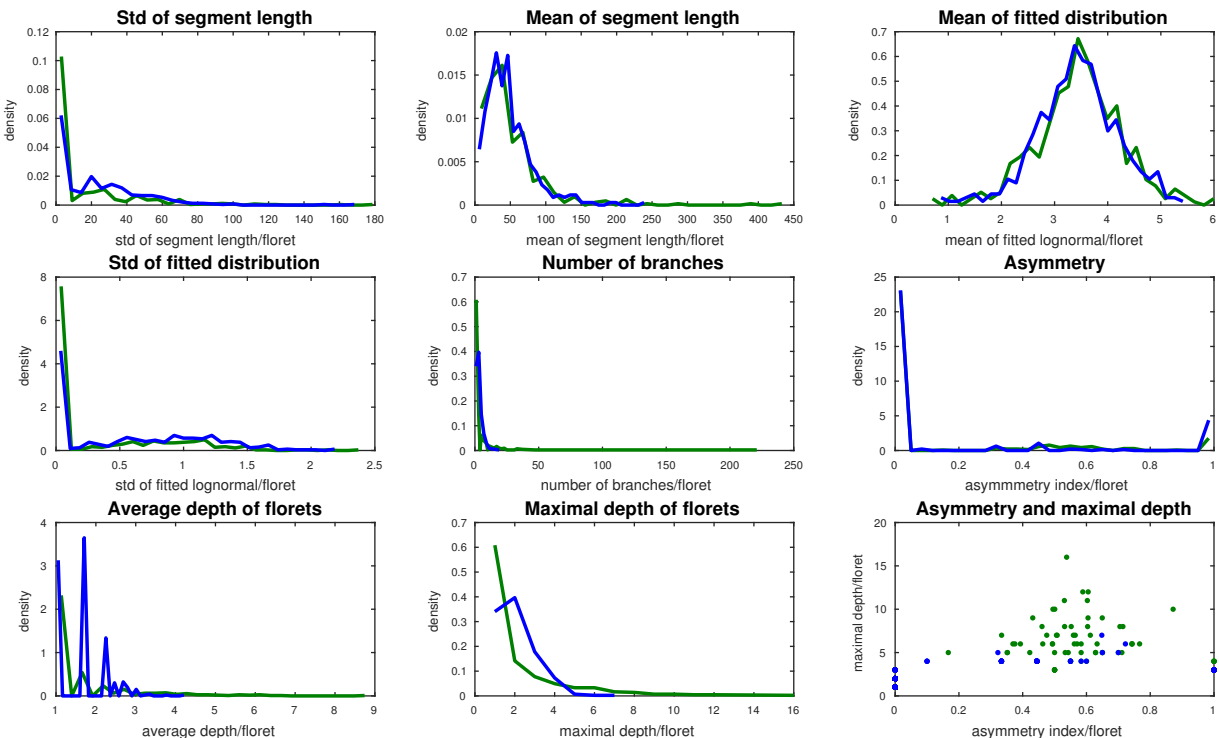 Std of segment length
0.12
0.1
0.08
0.06
0.04
0.02
0
density
0 20 40 60 80 100 120 140 160 180
std of segment length/floret
Mean of segment length
0.02
0.015
0.01
0.005
0
density
0 50 100 150 200 250 300 350 400 450
mean of segment length/floret
Mean of fitted distribution
0.7
0.6
0.5
0.4
0.3
0.2
0.1
0
density
0 1 2 3 4 5 6
mean of fitted lognormal/floret
Std of fitted distribution
8
6
4
2
0
density
0 0.5 1 1.5 2 2.5
std of fitted lognormal/floret
Number of branches
0.7
0.6
0.5
0.4
0.3
0.2
0.1
0
density
0 50 100 150 200 250
number of branches/floret
Asymmetry
25
20
15
10
5
0
density
0 0.2 0.4 0.6 0.8 1
asymmmetry index/floret
Average depth of florets
4
3
2
1
0
density
1 2 3 4 5 6 7 8 9
average depth/floret
Maximal depth of florets
0.7
0.6
0.5
0.4
0.3
0.2
0.1
0
density
0 2 4 6 8 10 12 14 16
maximal depth/floret
Asymmetry and maximal depth
20
15
10
5
0
maximal depth/floret
0 0.2 0.4 0.6 0.8 1
asymmetry index/floret